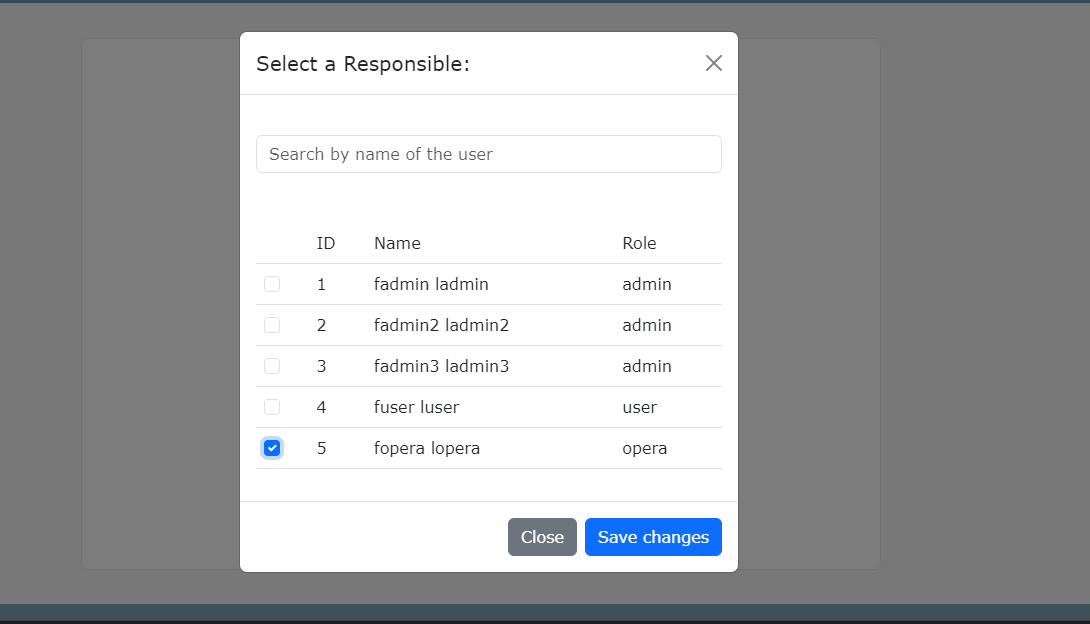 Select a Responsible:
Search by name of the user
ID Name Role
1 fadmin ladmin admin
2 fadmin2 ladmin2 admin
3 fadmin3 ladmin3 admin
4 fuser luser user
5 fopera lopera opera
Close Save changes